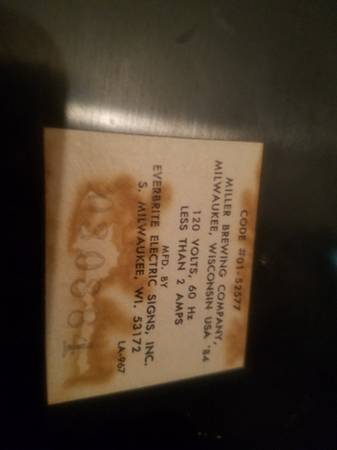 CODE #01-52577
MILLER BREWING COMPANY,
MILWAUKEE, WISCONSIN USA '84
120 VOLTS, 60 Hz
LESS THAN 2 AMPS
MFD. BY
EVERBRITE ELECTRIC SIGNS, INC.
S. MILWAUKEE, WI. 53172
LA-967